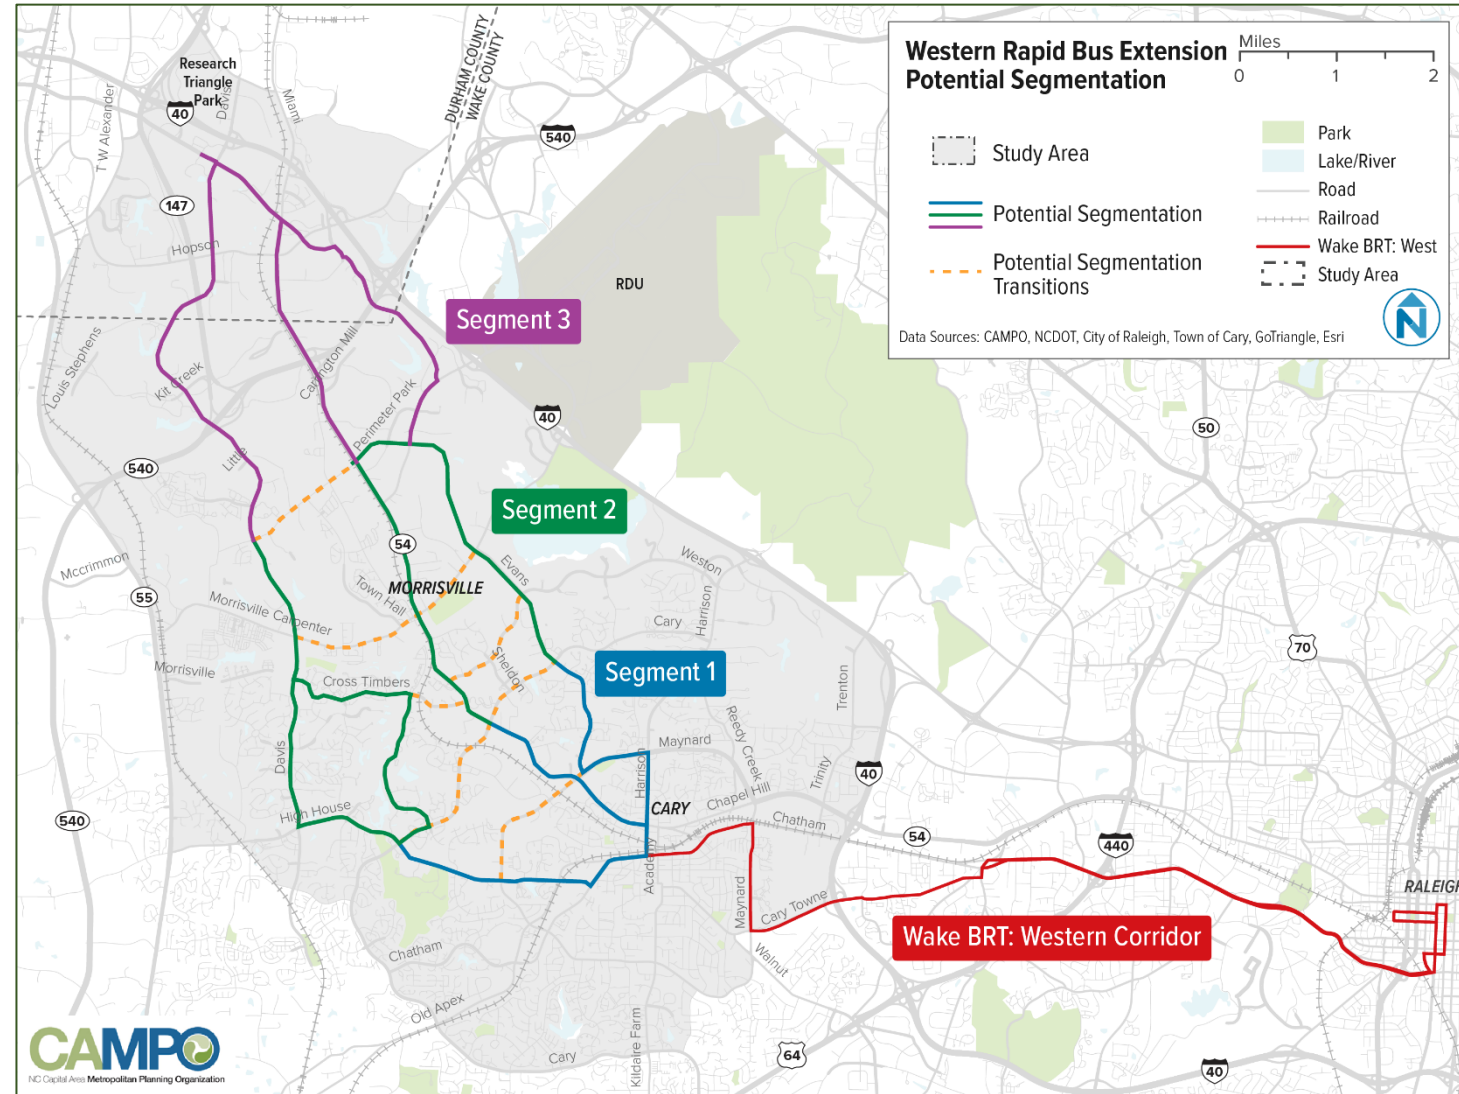 Western Rapid Bus Extension
Potential Segmentation
Miles
0 1 2
Study Area
Potential Segmentation
Potential Segmentation
Transitions
Park
Lake/River
Road
Railroad
Wake BRT: West
Study Area
N
Data Sources: CAMPO, NCDOT, City of Raleigh, Town of Cary, GoTriangle, Esri
DURHAM COUNTY
WAKE COUNTY
Research
Triangle
Park
40
Davis
Miami
T W Alexander
540
147
Hopson
RDU
Segment 3
Louis Stephens
Carrington Mill
Kit Creek
Perimeter Park
40
50
Little
540
Segment 2
54
Mccrimmon
Evans
Weston
MORRISVILLE
Town Hall
55
Morrisville Carpenter
Harrison
Cary
70
Morrisville
Sheldon
Segment 1
Cross Timbers
Trenton
Davis
Maynard
Reedy Creek
Harrison
Trinity
40
High House
CARY
Chapel Hill
Chatham
540
54
440
Academy
Maynard
Cary Towne
RALEIGH
Wake BRT: Western Corridor
Chatham
Walnut
Old Apex
Kildaire Farm
Cary
64
40
CAMPO
NC Capital Area Metropolitan Planning Organization